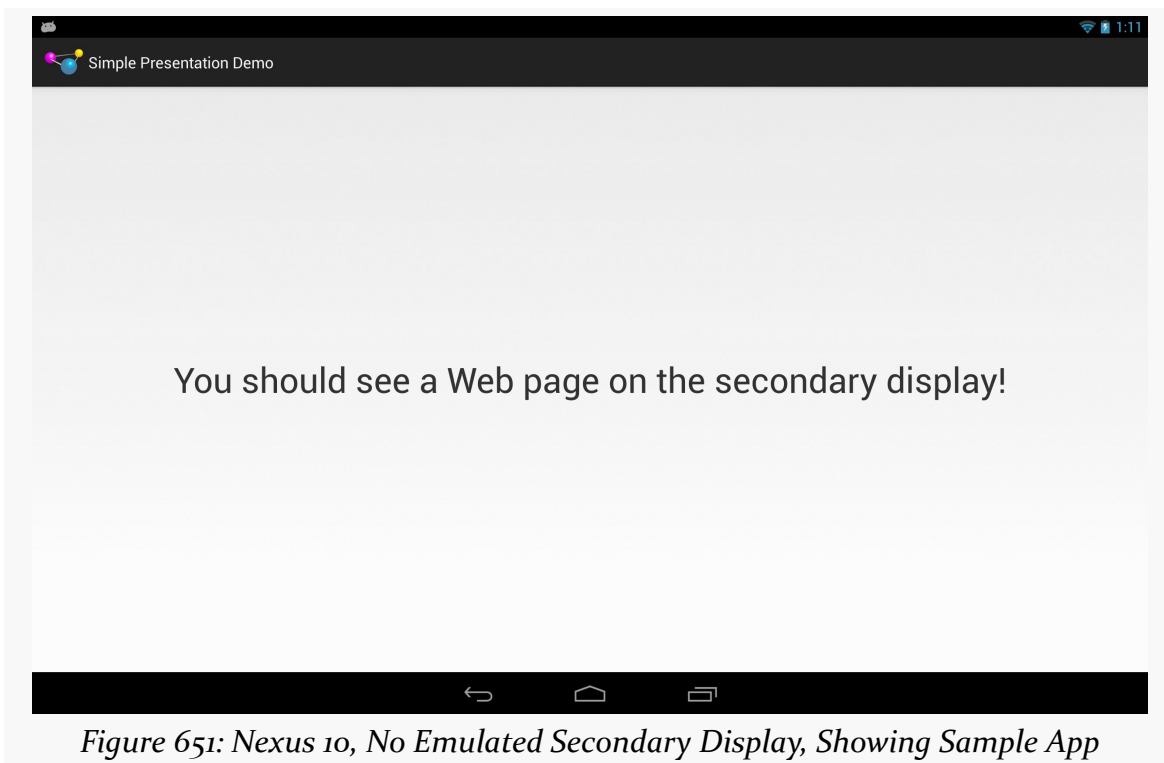 1:11
Simple Presentation Demo
You should see a Web page on the secondary display!
Figure 651: Nexus 10, No Emulated Secondary Display, Showing Sample App